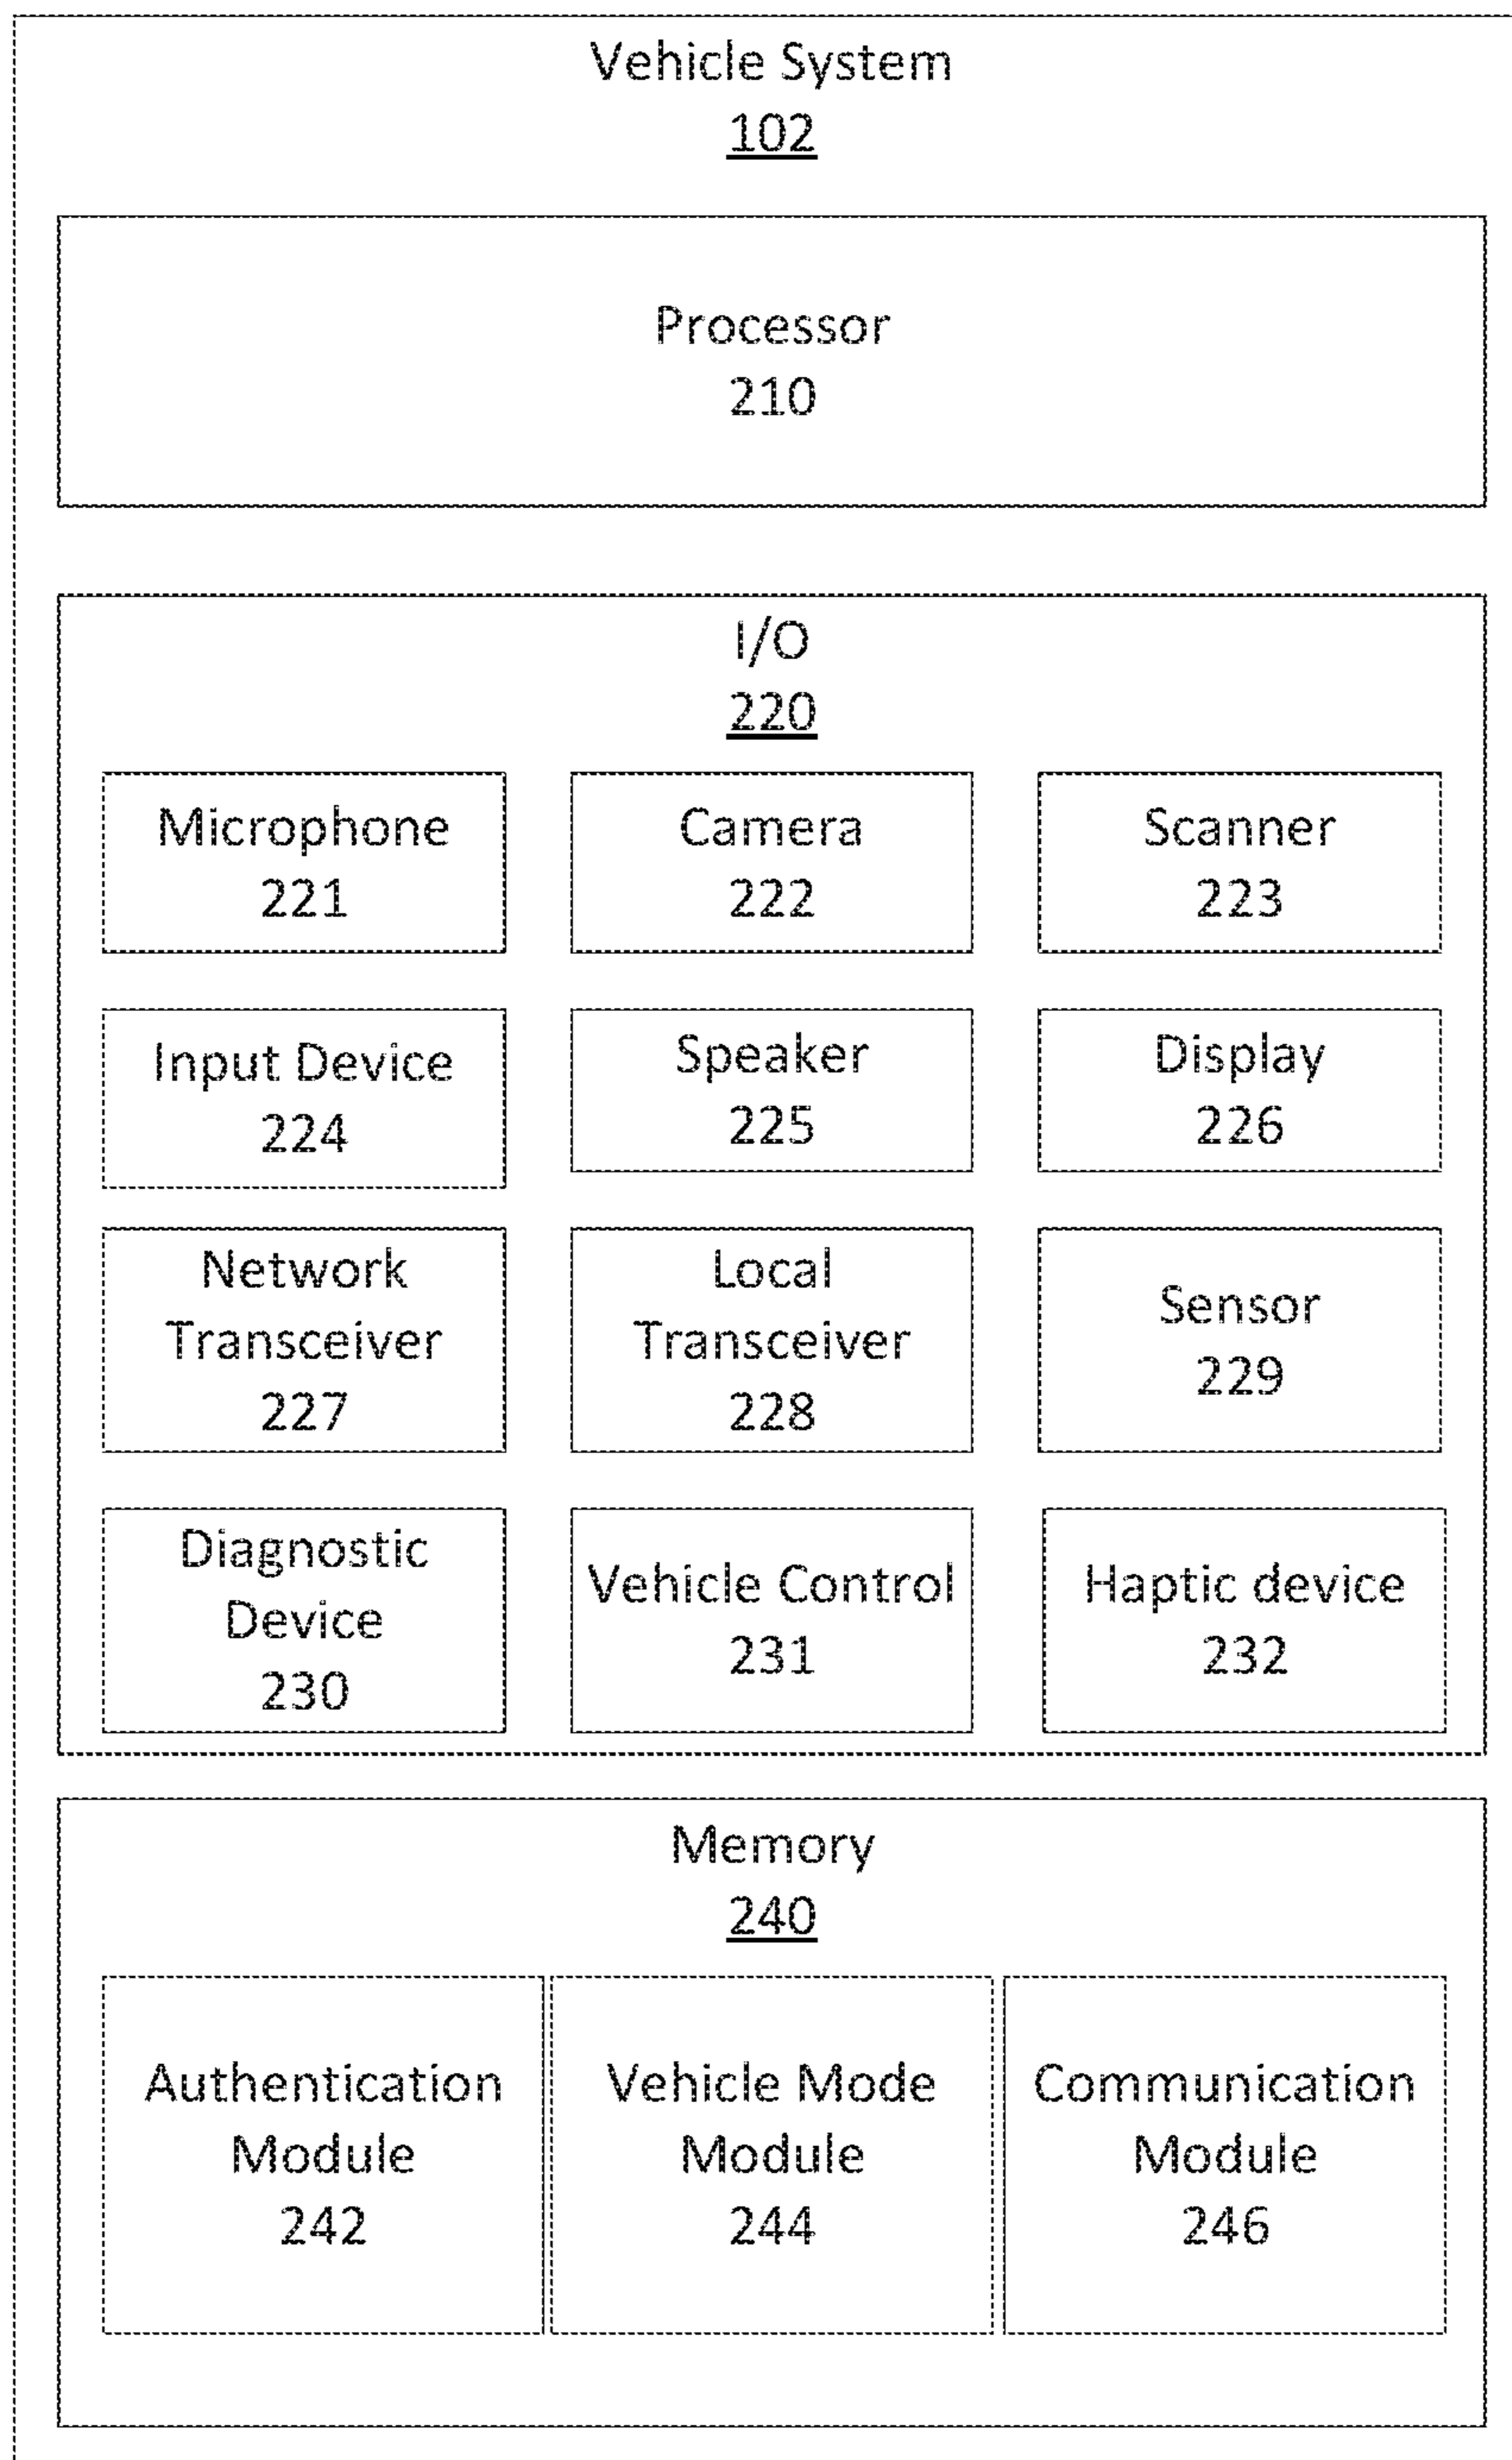 Vehicle System
102
Processor
210
I/O
220
Microphone
221
Camera
222
Scanner
223
Input Device
224
Speaker
225
Display
226
Network
Transceiver
227
Local
Transceiver
228
Sensor
229
Diagnostic
Device
230
Vehicle Control
231
Haptic device
232
Memory
240
Authentication
Module
242
Vehicle Mode
Module
244
Communication
Module
246